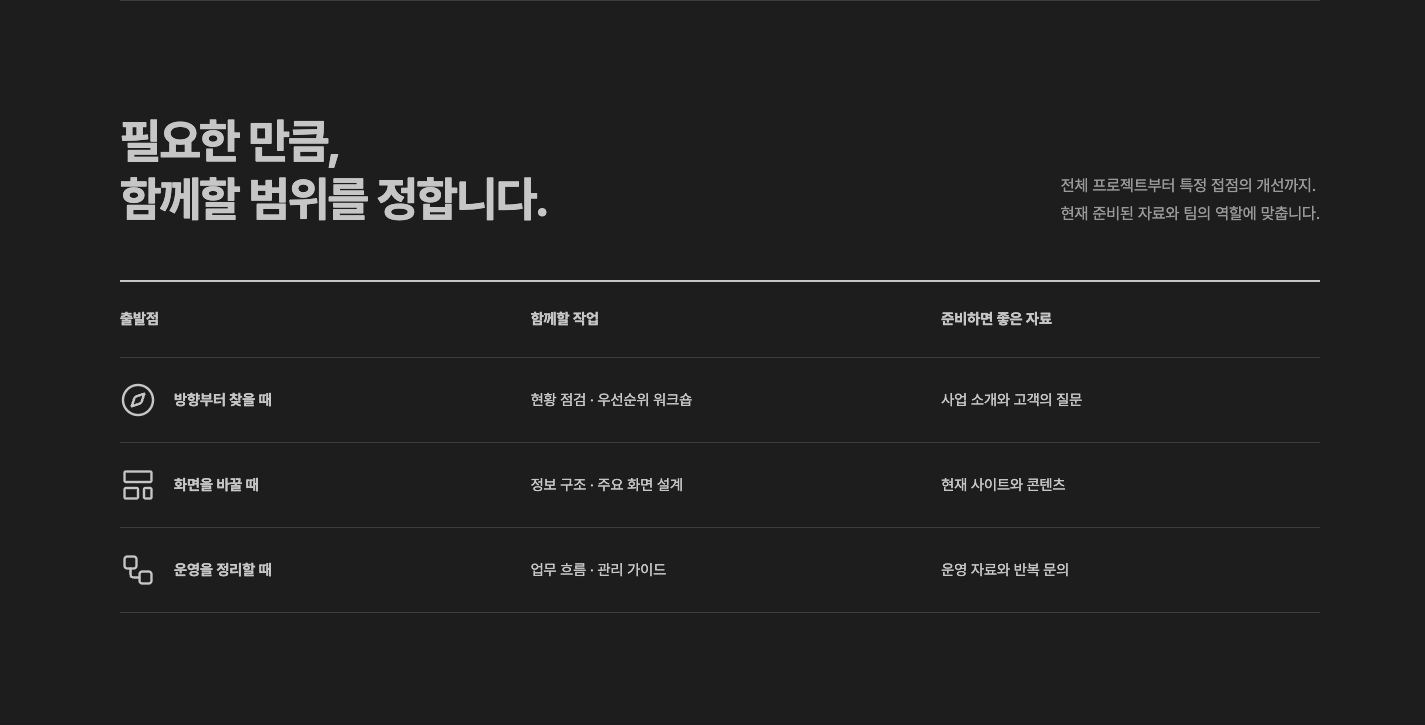 필요한 만큼,
함께할 범위를 정합니다.
전체 프로젝트부터 특정 접점의 개선까지.
현재 준비된 자료와 팀의 역할에 맞춥니다.
출발점 함께할 작업 준비하면 좋은 자료
방향부터 찾을 때 현황 점검 · 우선순위 워크숍 사업 소개와 고객의 질문
화면을 바꿀 때 정보 구조 · 주요 화면 설계 현재 사이트와 콘텐츠
운영을 정리할 때 업무 흐름 · 관리 가이드 운영 자료와 반복 문의